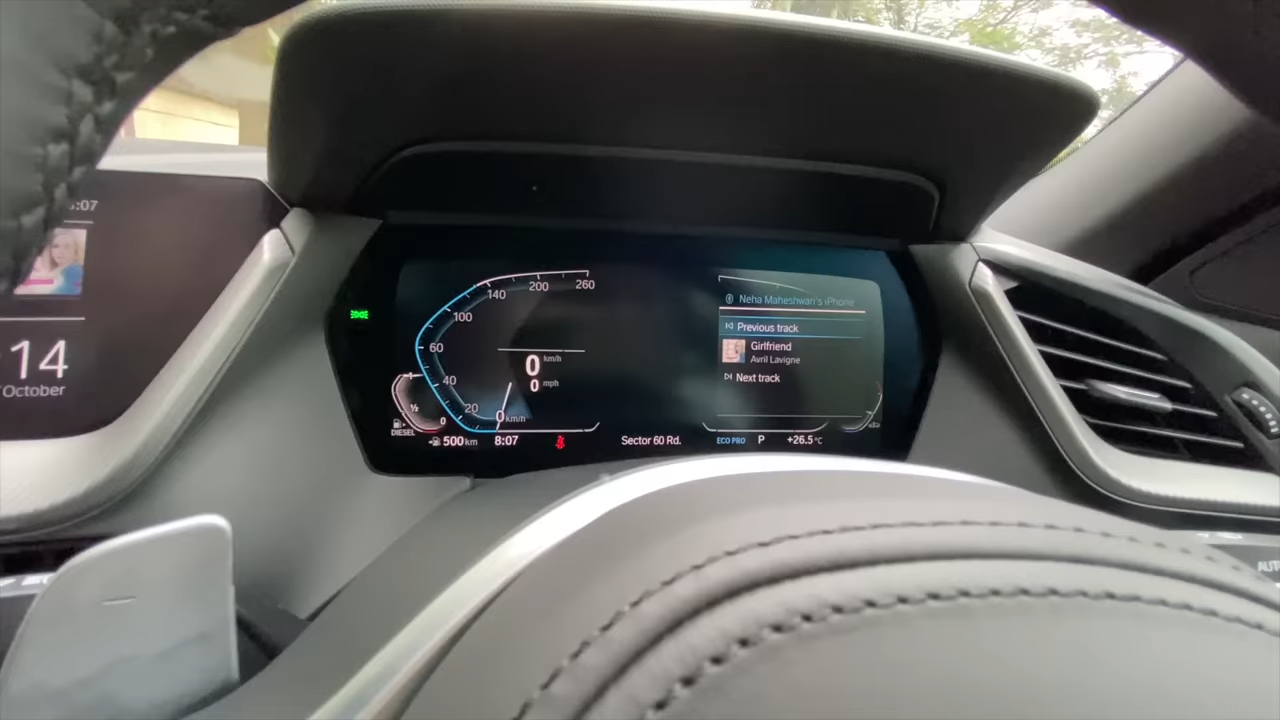 :07
14
October
260
200
140
100
60
40
20
0
km/h
0
km/h
0
mph
1
½
0
DIESEL
500 km
8:07
Neha Maheshwari's iPhone
Previous track
Girlfriend
Avril Lavigne
Next track
Sector 60 Rd.
ECO PRO
P
+26.5 °C
AUT